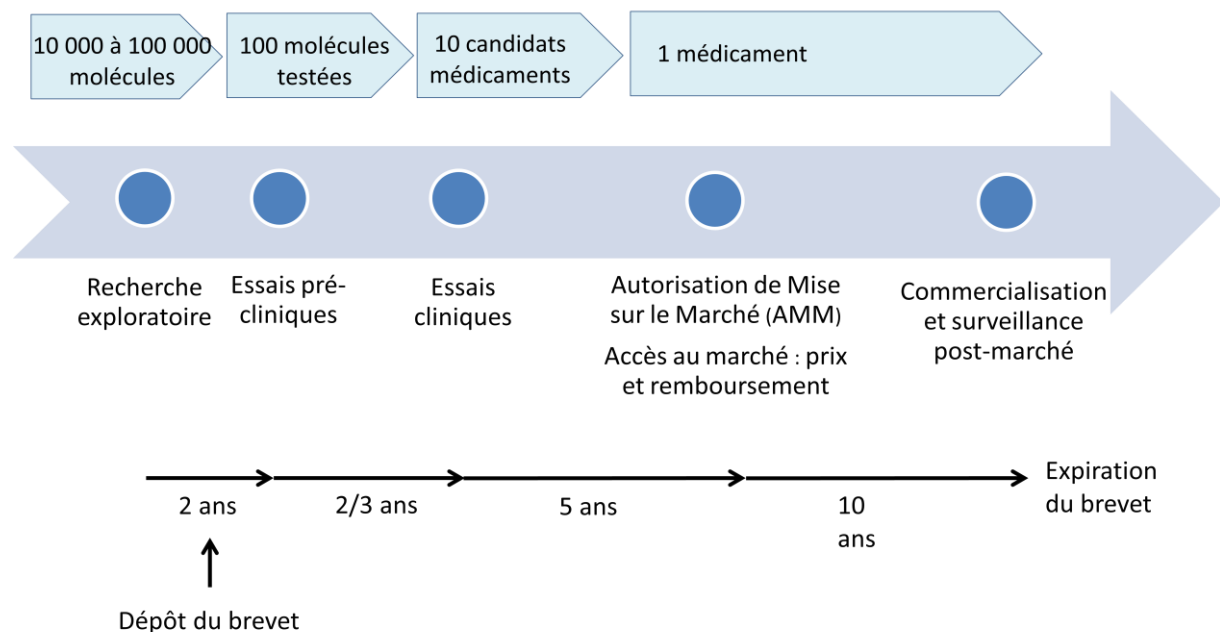 10 000 à 100 000
molécules
100 molécules
testées
10 candidats
médicaments
1 médicament
Recherche
exploratoire
Essais pré-
cliniques
Essais
cliniques
Autorisation de Mise
sur le Marché (AMM)
Accès au marché : prix
et remboursement
Commercialisation
et surveillance
post-marché
2 ans
2/3 ans
5 ans
10
ans
Expiration
du brevet
Dépôt du brevet